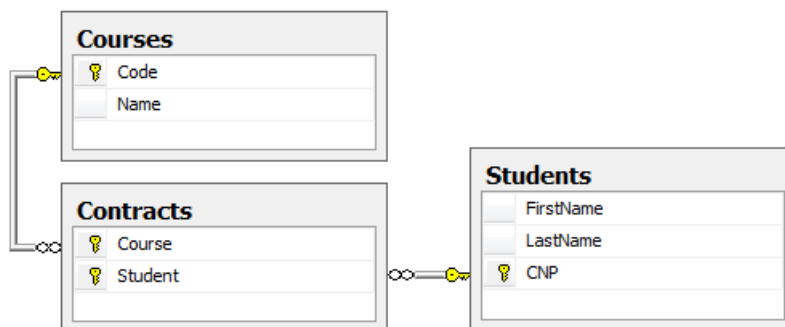 Courses
Code
Name
Contracts
Course
Student
Students
FirstName
LastName
CNP